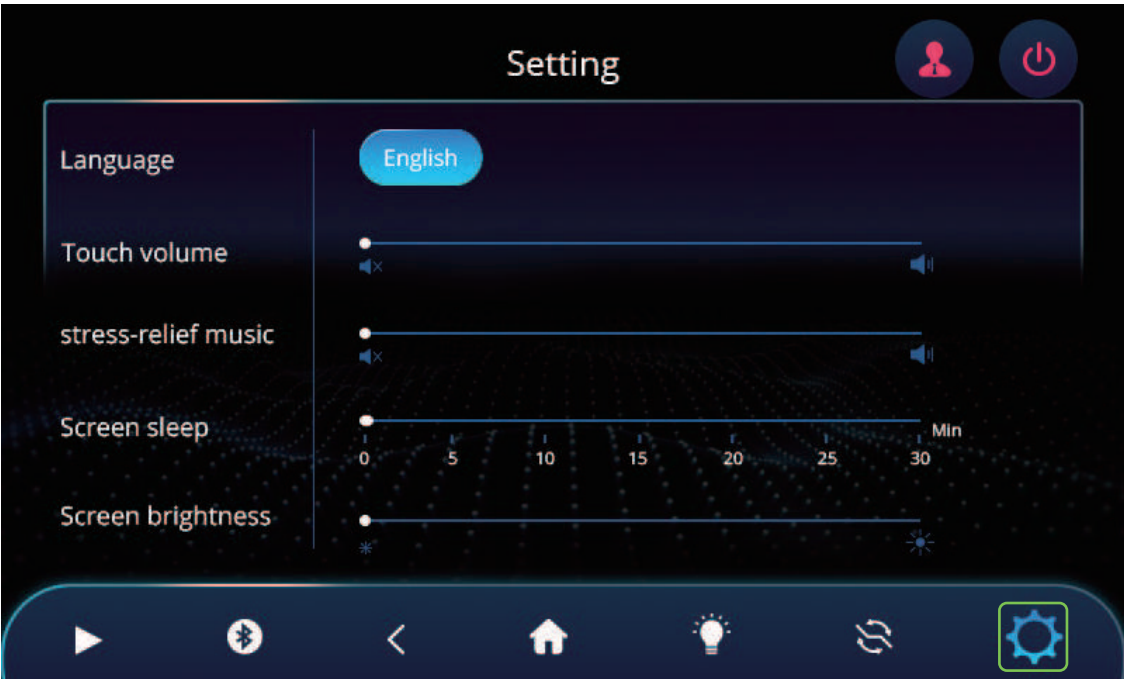 Setting
Language
English
Touch volume
stress-relief music
Screen sleep
Min
0 5 10 15 20 25 30
Screen brightness